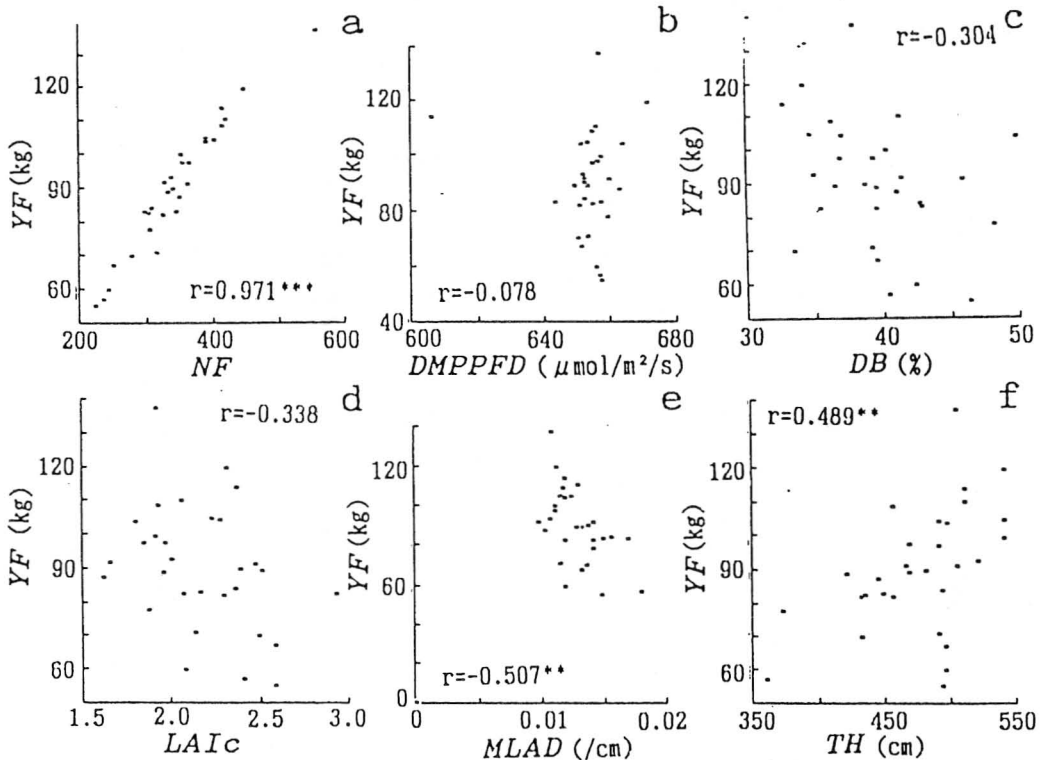 a
YF (kg)
120
90
60
200
400
600
NF
r=0.971***
b
YF (kg)
120
80
40
600
640
680
DMPPFD (μmol/m²/s)
r=-0.078
c
r=-0.304
YF (kg)
120
90
60
30
40
50
DB (%)
d
r=-0.338
YF (kg)
120
90
60
1.5
2.0
2.5
3.0
LAIc
e
YF (kg)
120
60
0
0
0.01
0.02
MLAD (/cm)
r=-0.507**
f
r=0.489**
YF (kg)
120
90
60
350
450
550
TH (cm)